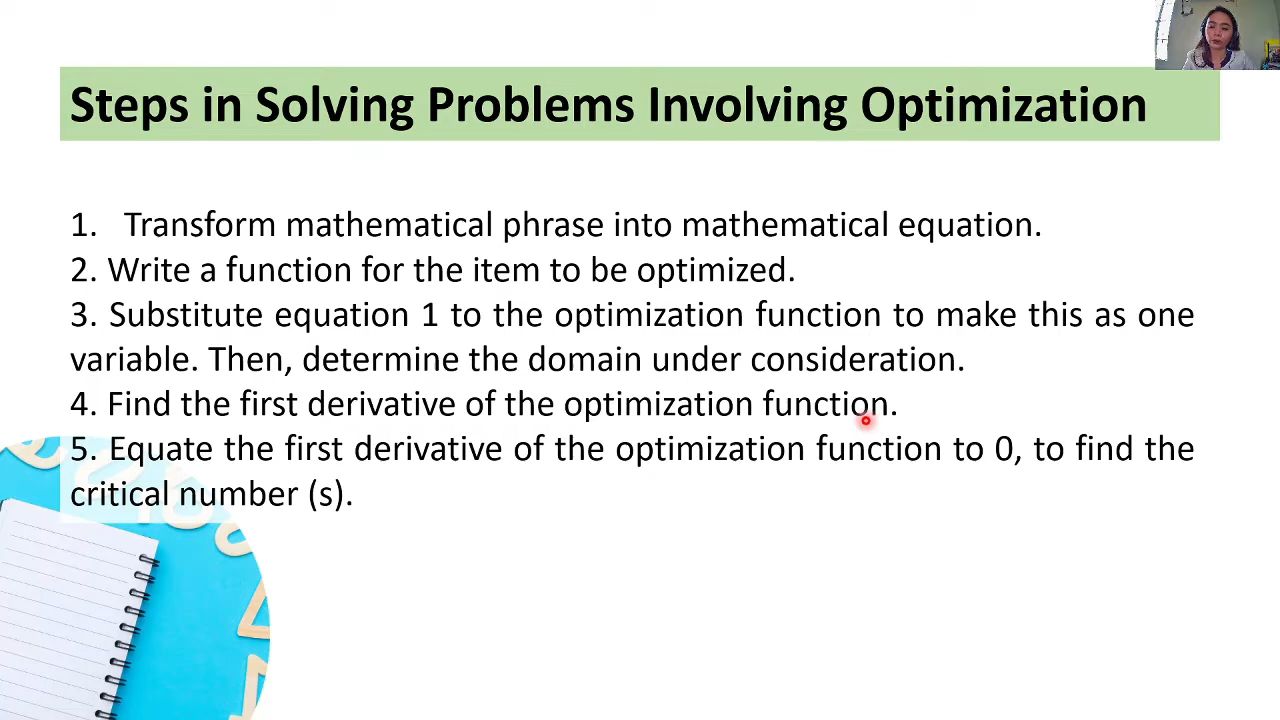 Steps in Solving Problems Involving Optimization
1. Transform mathematical phrase into mathematical equation.
2. Write a function for the item to be optimized.
3. Substitute equation 1 to the optimization function to make this as one
variable. Then, determine the domain under consideration.
4. Find the first derivative of the optimization function.
5. Equate the first derivative of the optimization function to 0, to find the
critical number (s).